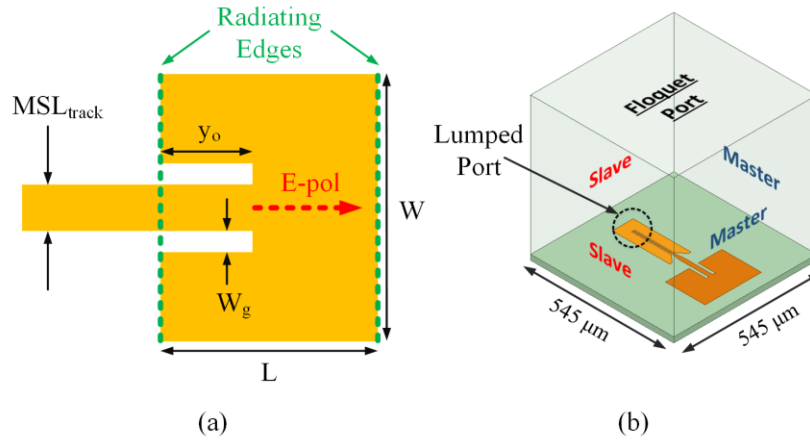 Radiating
Edges
MSLtrack
yo
E-pol
W
Wg
L
(a)
Floquet
Port
Lumped
Port
Slave
Master
Slave
Master
545 μm
545 μm
(b)